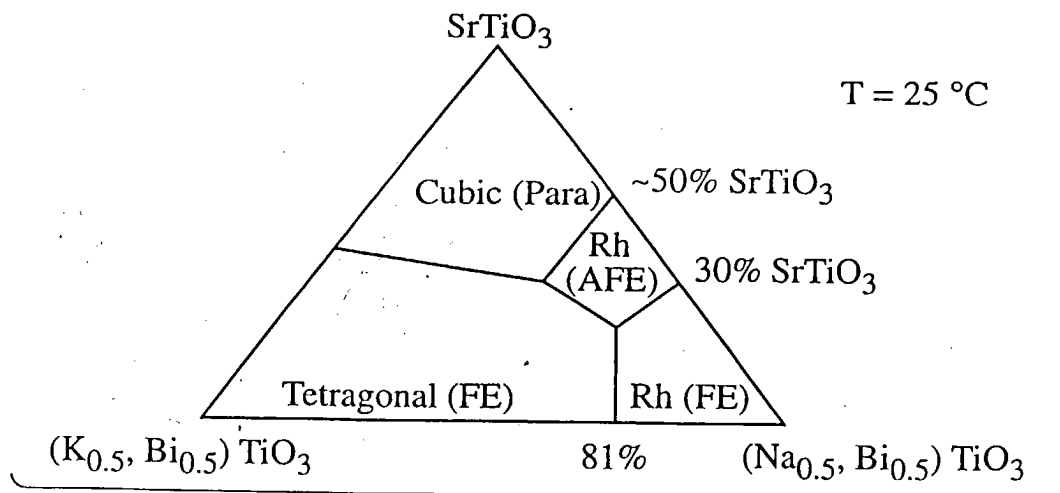 SrTiO3
T = 25 °C
Cubic (Para)
~50% SrTiO3
Rh
(AFE)
30% SrTiO3
Tetragonal (FE)
Rh (FE)
(K0.5, Bi0.5) TiO3
81%
(Na0.5, Bi0.5) TiO3